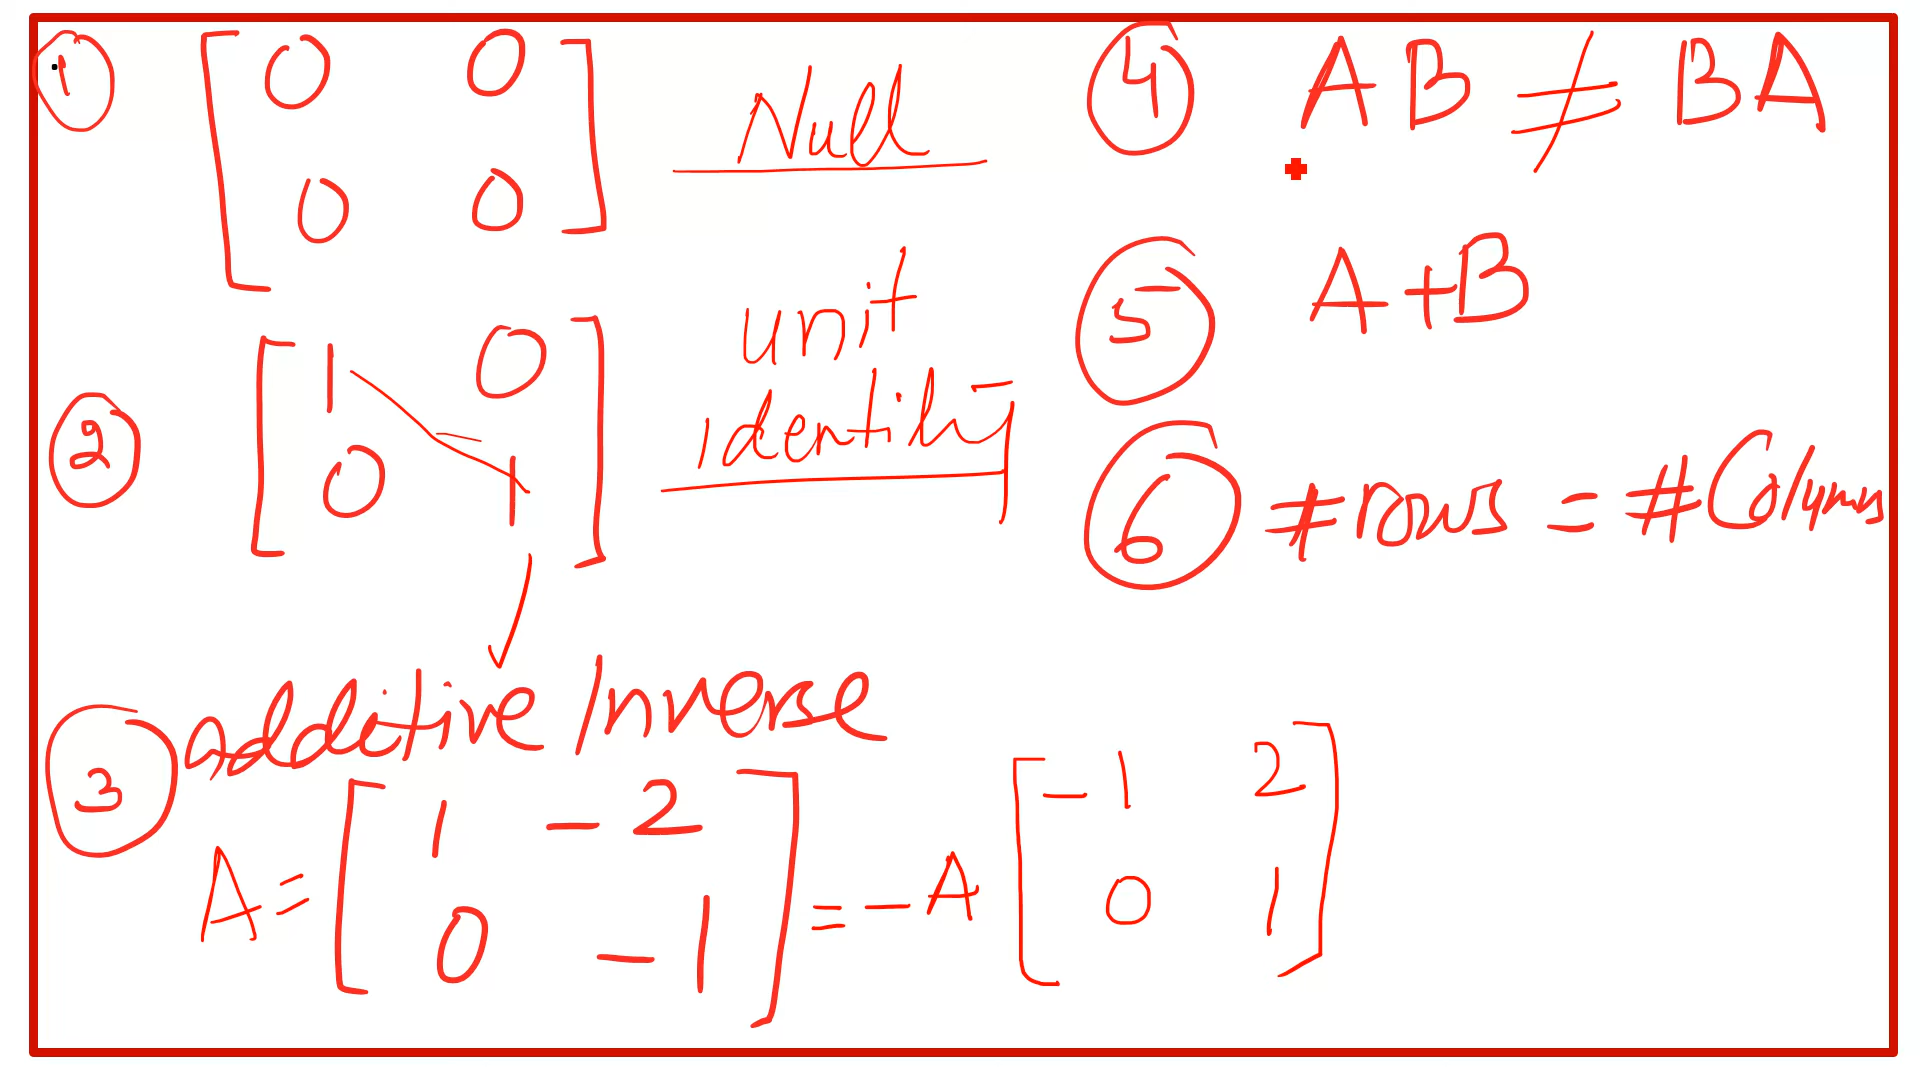 ① [0 0
0 0] Null
② [1 0
0 1] unit
identity
③ additive Inverse
A = [1 -2
0 -1] = -A [-1 2
0 1]
④ AB ≠ BA
⑤ A+B
⑥ #rows = #Columns